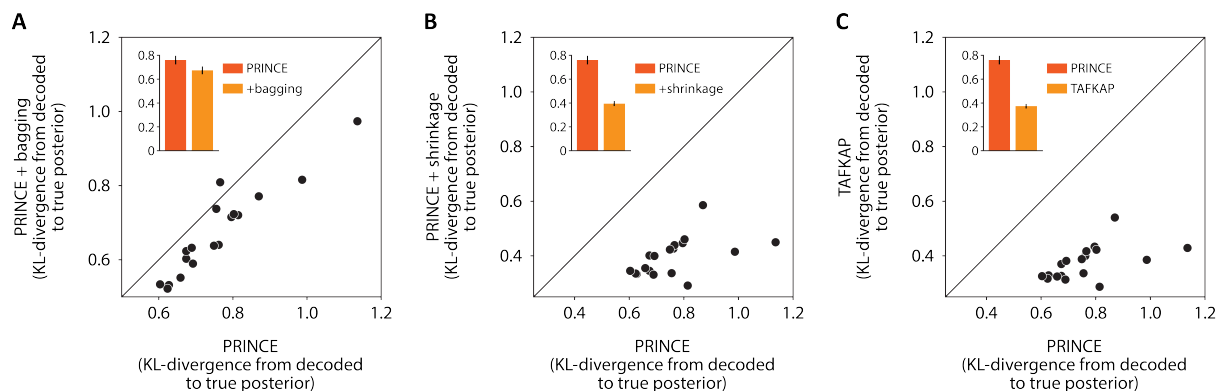 A
PRINCE + bagging
(KL-divergence from decoded
to true posterior)
1.2
1.0
0.8
0.6
0.6
0.8
1.0
1.2
PRINCE
(KL-divergence from decoded
to true posterior)
0.8
0.6
0.4
0.2
0
PRINCE
+bagging
B
PRINCE + shrinkage
(KL-divergence from decoded
to true posterior)
1.2
1.0
0.8
0.6
0.4
0.4
0.6
0.8
1.0
1.2
PRINCE
(KL-divergence from decoded
to true posterior)
0.8
0.6
0.4
0.2
0
PRINCE
+shrinkage
C
TAFKAP
(KL-divergence from decoded
to true posterior)
1.2
1.0
0.8
0.6
0.4
0.4
0.6
0.8
1.0
1.2
PRINCE
(KL-divergence from decoded
to true posterior)
0.8
0.6
0.4
0.2
0
PRINCE
TAFKAP